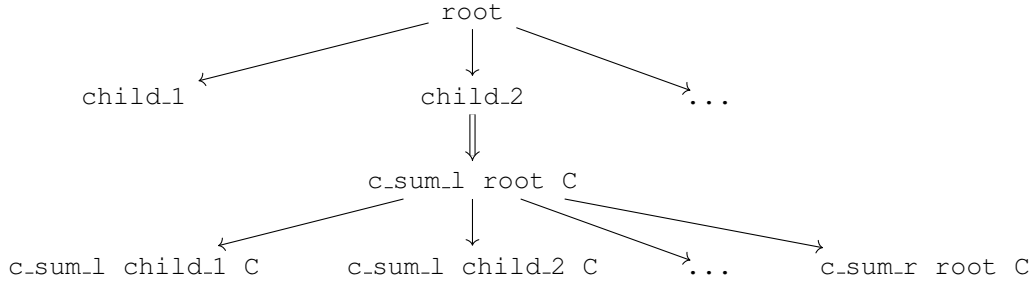 root
child_1 child_2 ...
c_sum_l root C
c_sum_l child_1 C c_sum_l child_2 C ... c_sum_r root C